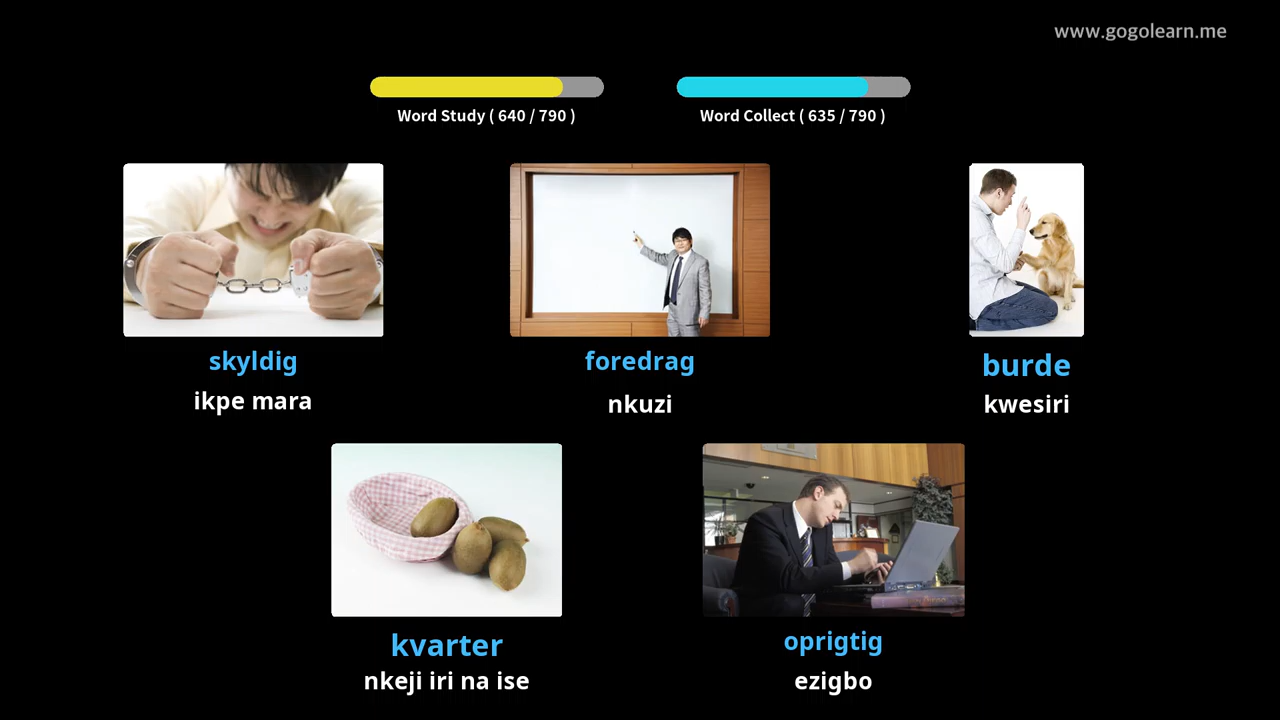 www.gogolearn.me
Word Study ( 640 / 790 )
Word Collect ( 635 / 790 )
skyldig
ikpe mara
foredrag
nkuzi
burde
kwesiri
kvarter
nkeji iri na ise
oprigtig
ezigbo